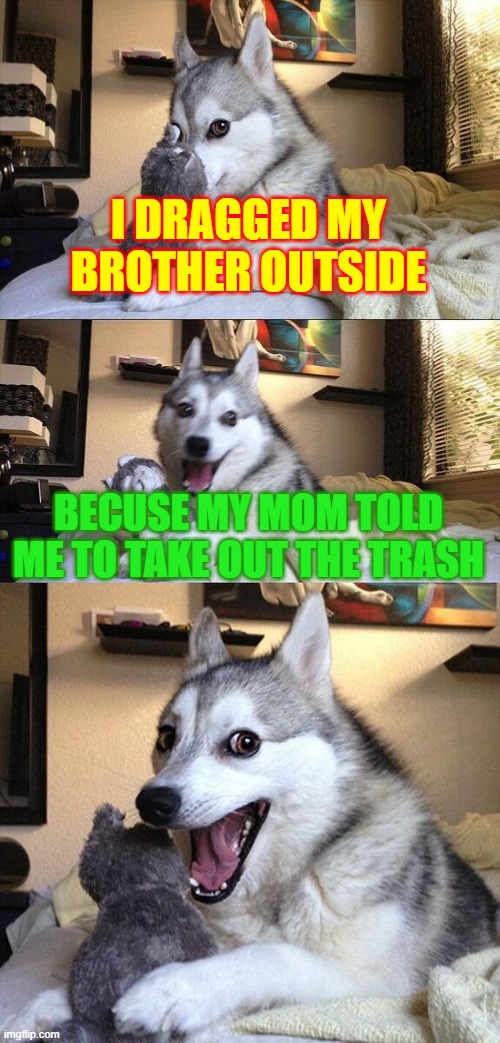 I DRAGGED MY
BROTHER OUTSIDE
BECUSE MY MOM TOLD
ME TO TAKE OUT THE TRASH
imgflip.com